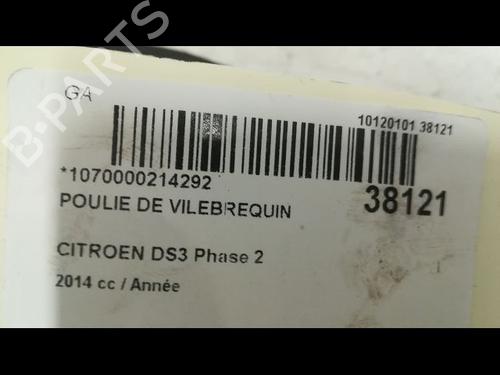 B-PARTS
GA
10120101 38121
*1070000214292
38121
POULIE DE VILEBREQUIN
CITROEN DS3 Phase 2
2014 cc / Année